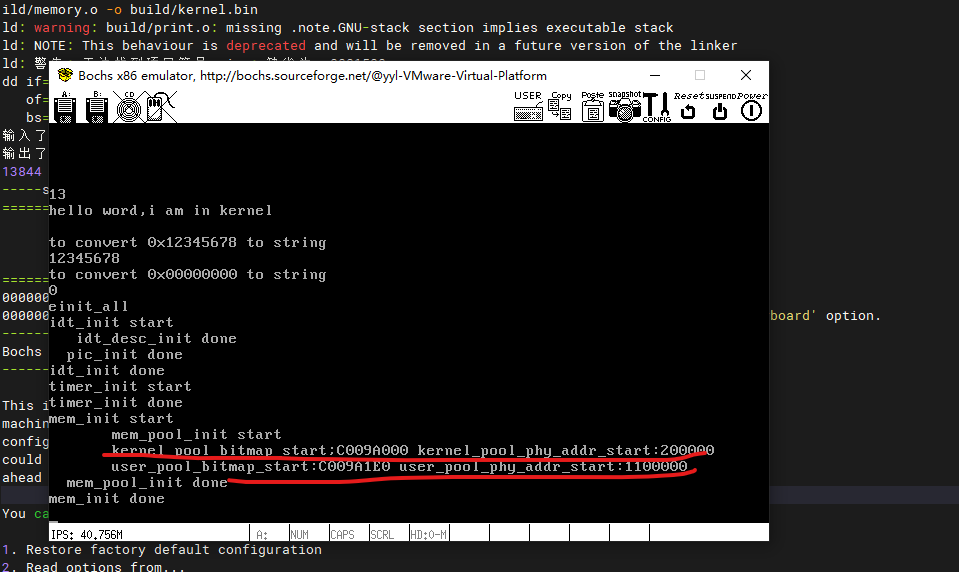 ild/memory.o -o build/kernel.bin
ld: warning: build/print.o: missing .note.GNU-stack section implies executable stack
ld: NOTE: This behaviour is deprecated and will be removed in a future version of the linker
ld:
dd if=
of=
bs=
输入了
输出了
13844
-----s
Bochs x86 emulator, http://bochs.sourceforge.net/@yyl-VMware-Virtual-Platform
A: B: CD USER Copy Paste snapshot CONFIG Reset SUSPEND Power
13
hello word,i am in kernel
to convert 0x12345678 to string
12345678
to convert 0x00000000 to string
0
einit_all
idt_init start
idt_desc_init done
pic_init done
idt_init done
timer_init start
timer_init done
mem_init start
mem_pool_init start
kernel_pool_bitmap_start;C009A000 kernel_pool_phy_addr_start:200000
user_pool_bitmap_start:C009A1E0 user_pool_phy_addr_start:1100000
mem_pool_init done
mem_init done
IPS: 40.756M A: NUM CAPS SCRL HD:0-M
======
======
000000
000000 board' option.
------
Bochs
------
This i
machin
config
could
ahead
You ca
1. Restore factory default configuration
2. Read options from...